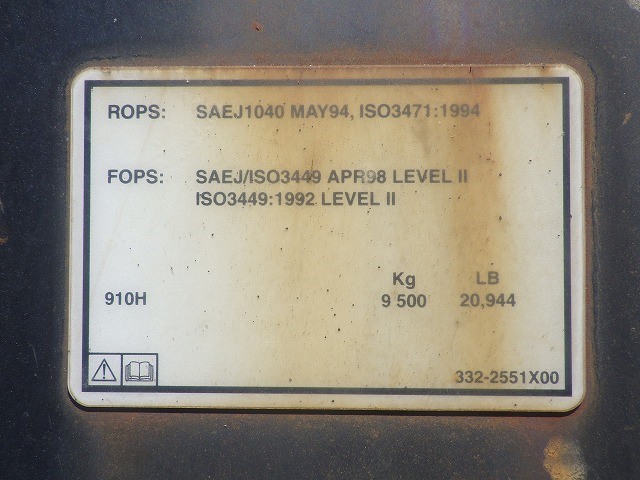 ROPS: SAEJ1040 MAY94, ISO3471:1994
FOPS: SAEJ/ISO3449 APR98 LEVEL II
ISO3449:1992 LEVEL II
Kg LB
910H 9 500 20,944
332-2551X00